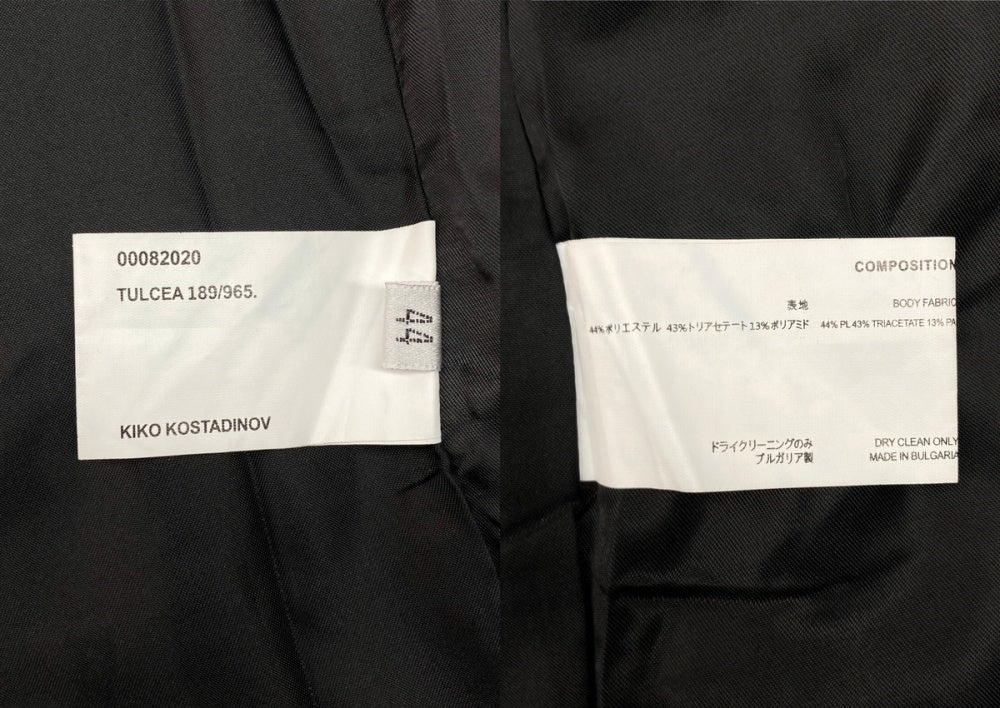 00082020
TULCEA 189/965.
44
KIKO KOSTADINOV
COMPOSITION
表地 BODY FABRIC
44%ポリエステル 43%トリアセテート 13%ポリアミド 44% PL 43% TRIACETATE 13% PA
ドライクリーニングのみ DRY CLEAN ONLY
ブルガリア製 MADE IN BULGARIA